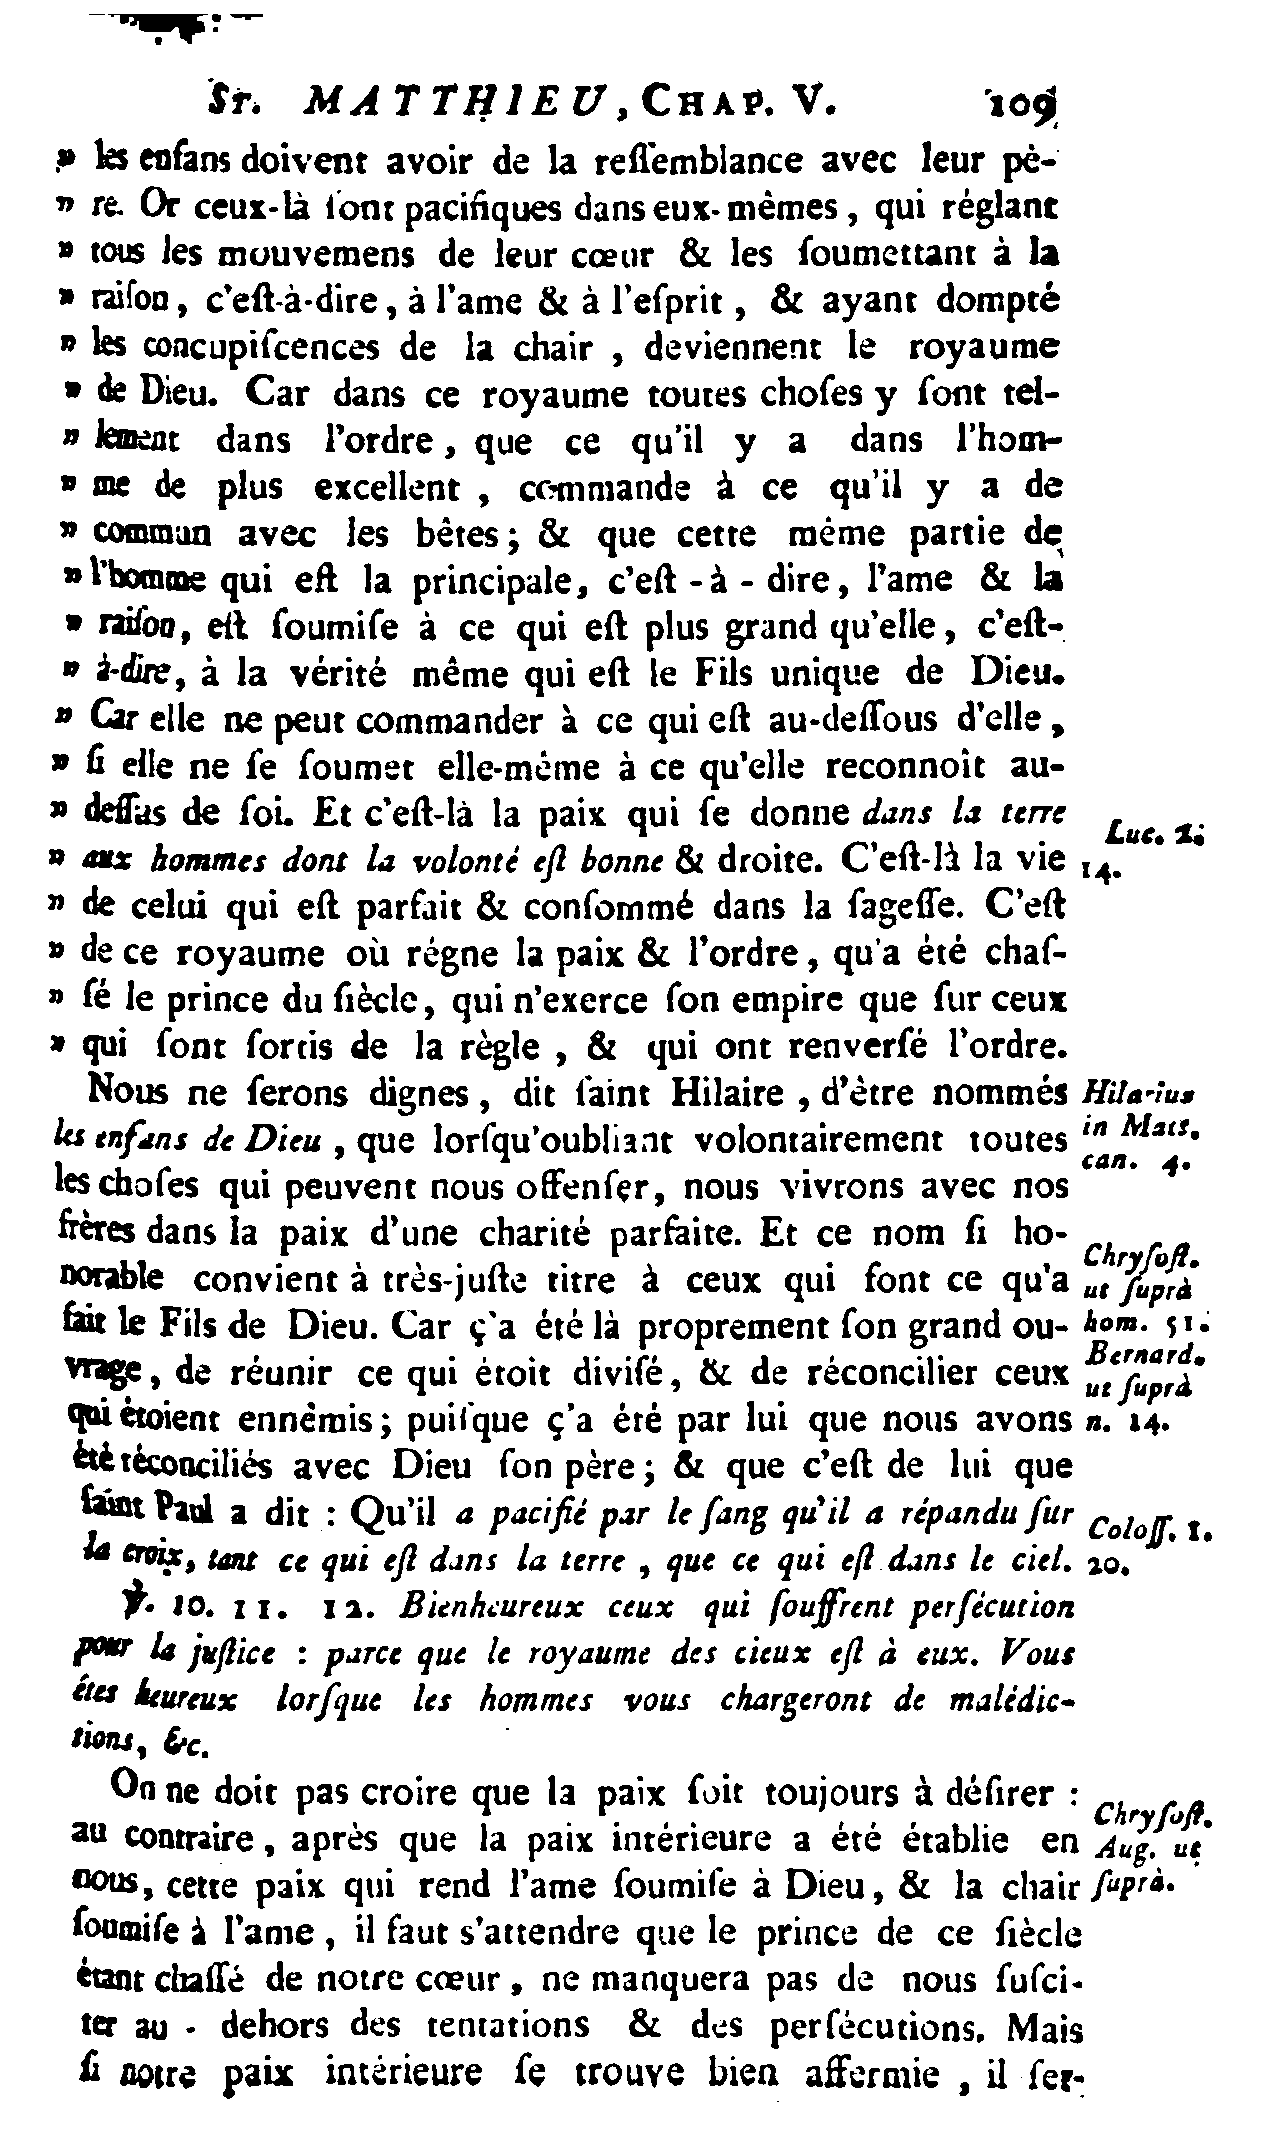 St. MATTHIEU, CHAP. V. 109
» les enfans doivent avoir de la reſſemblance avec leur pè-
» re. Or ceux-là ſont pacifiques dans eux-mêmes, qui réglant
» tous les mouvemens de leur cœur & les ſoumettant à la
» raiſon, c'eſt-à-dire, à l'ame & à l'eſprit, & ayant dompté
» les concupiſcences de la chair, deviennent le royaume
» de Dieu. Car dans ce royaume toutes choſes y ſont tel-
» lement dans l'ordre, que ce qu'il y a dans l'hom-
» me de plus excellent, commande à ce qu'il y a de
» commun avec les bêtes; & que cette même partie de
» l'homme qui eſt la principale, c'eſt-à-dire, l'ame & la
» raiſon, eſt ſoumiſe à ce qui eſt plus grand qu'elle, c'eſt-
» à-dire, à la vérité même qui eſt le Fils unique de Dieu.
» Car elle ne peut commander à ce qui eſt au-deſſous d'elle,
» ſi elle ne ſe ſoumet elle-même à ce qu'elle reconnoît au-
» deſſus de ſoi. Et c'eſt-là la paix qui ſe donne dans la terre
» aux hommes dont la volonté eſt bonne & droite. C'eſt-là la vie
» de celui qui eſt parfait & conſommé dans la ſageſſe. C'eſt
» de ce royaume où régne la paix & l'ordre, qu'a été chaſ-
» ſé le prince du ſiècle, qui n'exerce ſon empire que ſur ceux
» qui ſont ſortis de la règle, & qui ont renverſé l'ordre.
Luc. 2.
14.
Nous ne ſerons dignes, dit ſaint Hilaire, d'être nommés
les enfans de Dieu, que lorſqu'oubliant volontairement toutes
les choſes qui peuvent nous offenſer, nous vivrons avec nos
frères dans la paix d'une charité parfaite. Et ce nom ſi ho-
norable convient à très-juſte titre à ceux qui font ce qu'a
fait le Fils de Dieu. Car ç'a été là proprement ſon grand ou-
vrage, de réunir ce qui étoit diviſé, & de réconcilier ceux
qui étoient ennemis; puiſque ç'a été par lui que nous avons
été réconciliés avec Dieu ſon père; & que c'eſt de lui que
ſaint Paul a dit : Qu'il a pacifié par le ſang qu'il a répandu ſur
la croix, tant ce qui eſt dans la terre, que ce qui eſt dans le ciel.
Hilarius
in Matt.
can. 4.
Chryſoſt.
ut ſuprà
hom. 51.
Bernard.
ut ſuprà
n. 14.
Coloſſ. 1.
20.
℣. 10. 11. 12. Bienheureux ceux qui ſouffrent perſécution
pour la juſtice : parce que le royaume des cieux eſt à eux. Vous
êtes heureux lorſque les hommes vous chargeront de malédic-
tions, &c.
On ne doit pas croire que la paix ſoit toujours à déſirer :
au contraire, après que la paix intérieure a été établie en
nous, cette paix qui rend l'ame ſoumiſe à Dieu, & la chair
ſoumiſe à l'ame, il faut s'attendre que le prince de ce ſiècle
étant chaſſé de notre cœur, ne manquera pas de nous ſuſci-
ter au-dehors des tentations & des perſécutions. Mais
ſi notre paix intérieure ſe trouve bien affermie, il ſer-
Chryſoſt.
Aug. ut
ſuprà.